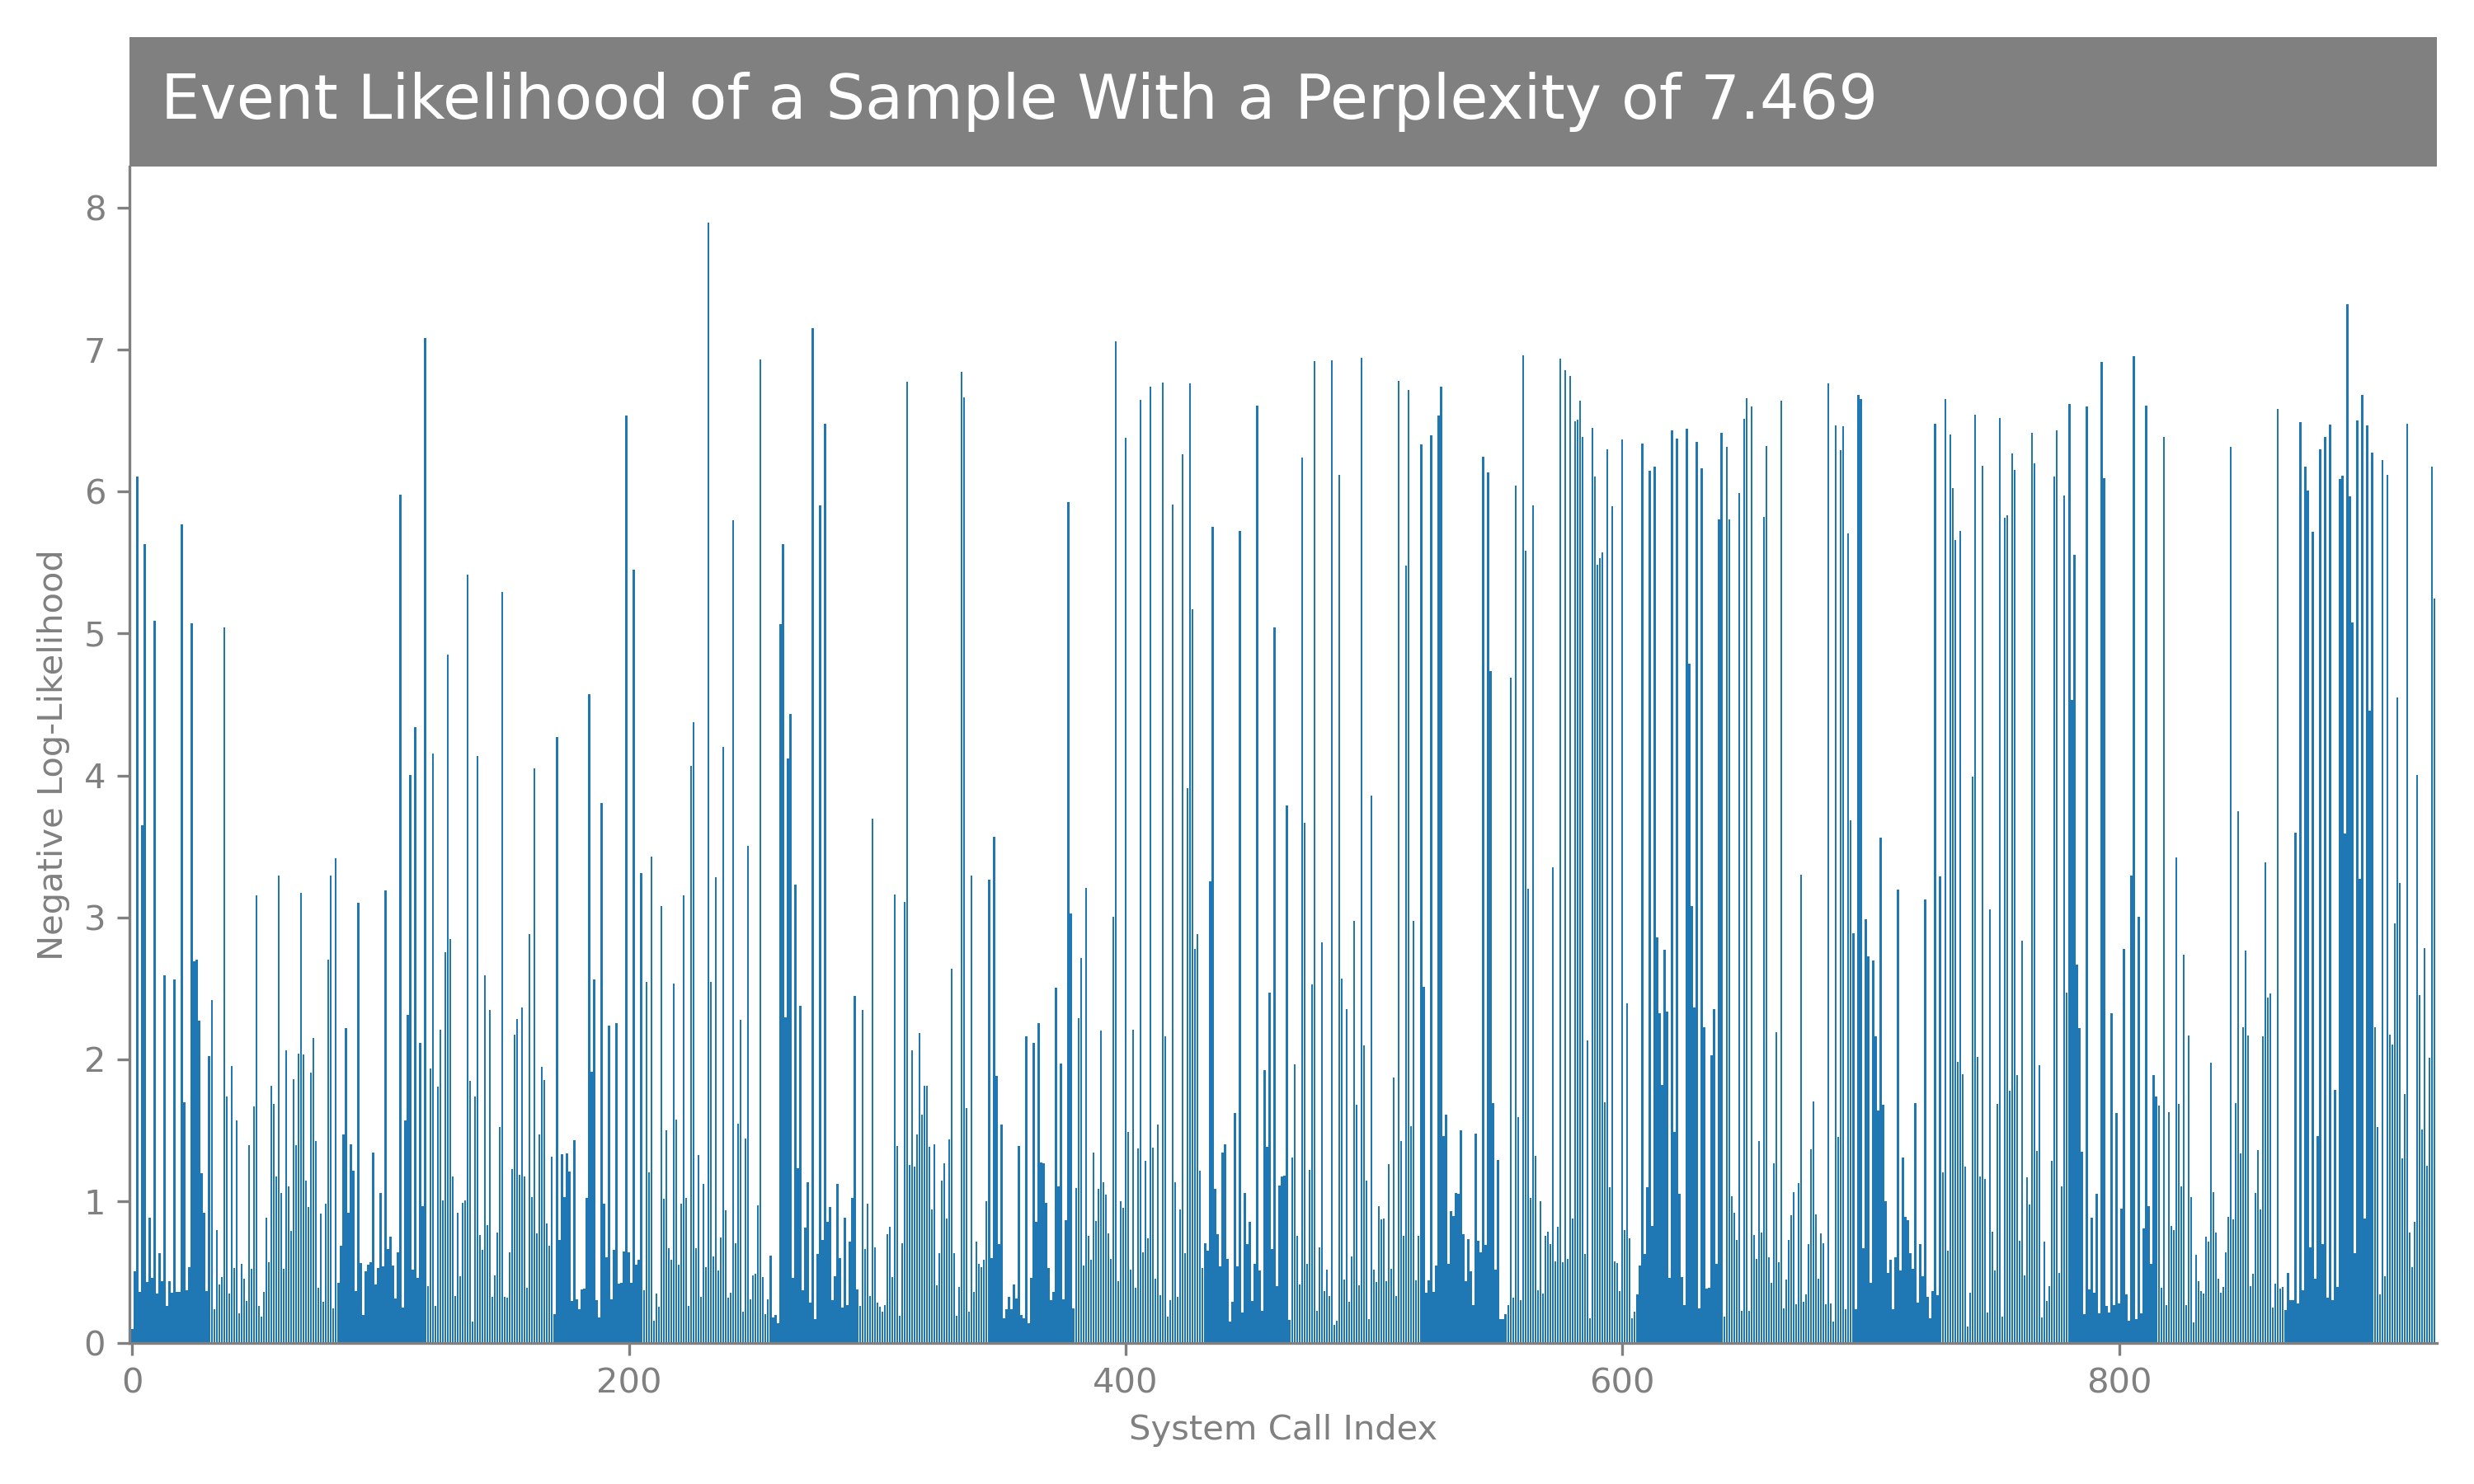 Event Likelihood of a Sample With a Perplexity of 7.469
8
7
6
5
4
3
2
1
0
Negative Log-Likelihood
0 200 400 600 800
System Call Index